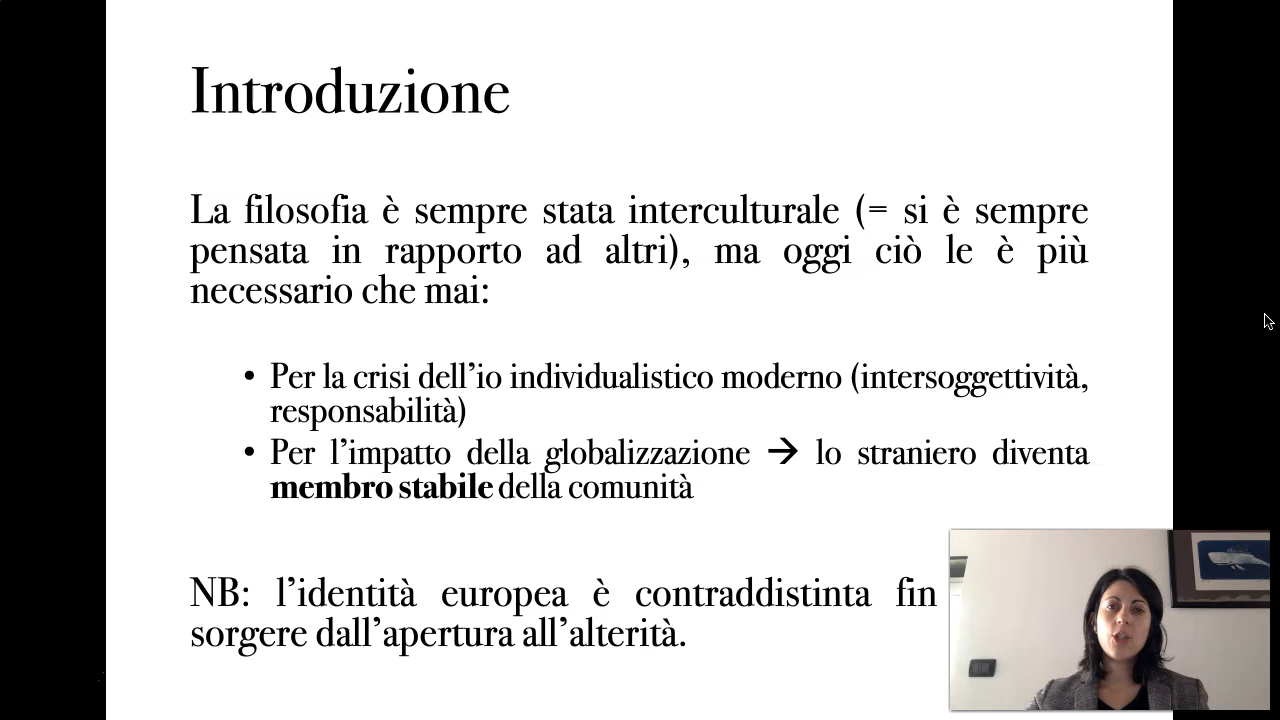 Introduzione
La filosofia è sempre stata interculturale (= si è sempre
pensata in rapporto ad altri), ma oggi ciò le è più
necessario che mai:
• Per la crisi dell’io individualistico moderno (intersoggettività,
responsabilità)
• Per l’impatto della globalizzazione → lo straniero diventa
membro stabile della comunità
NB: l’identità europea è contraddistinta fin
sorgere dall’apertura all’alterità.